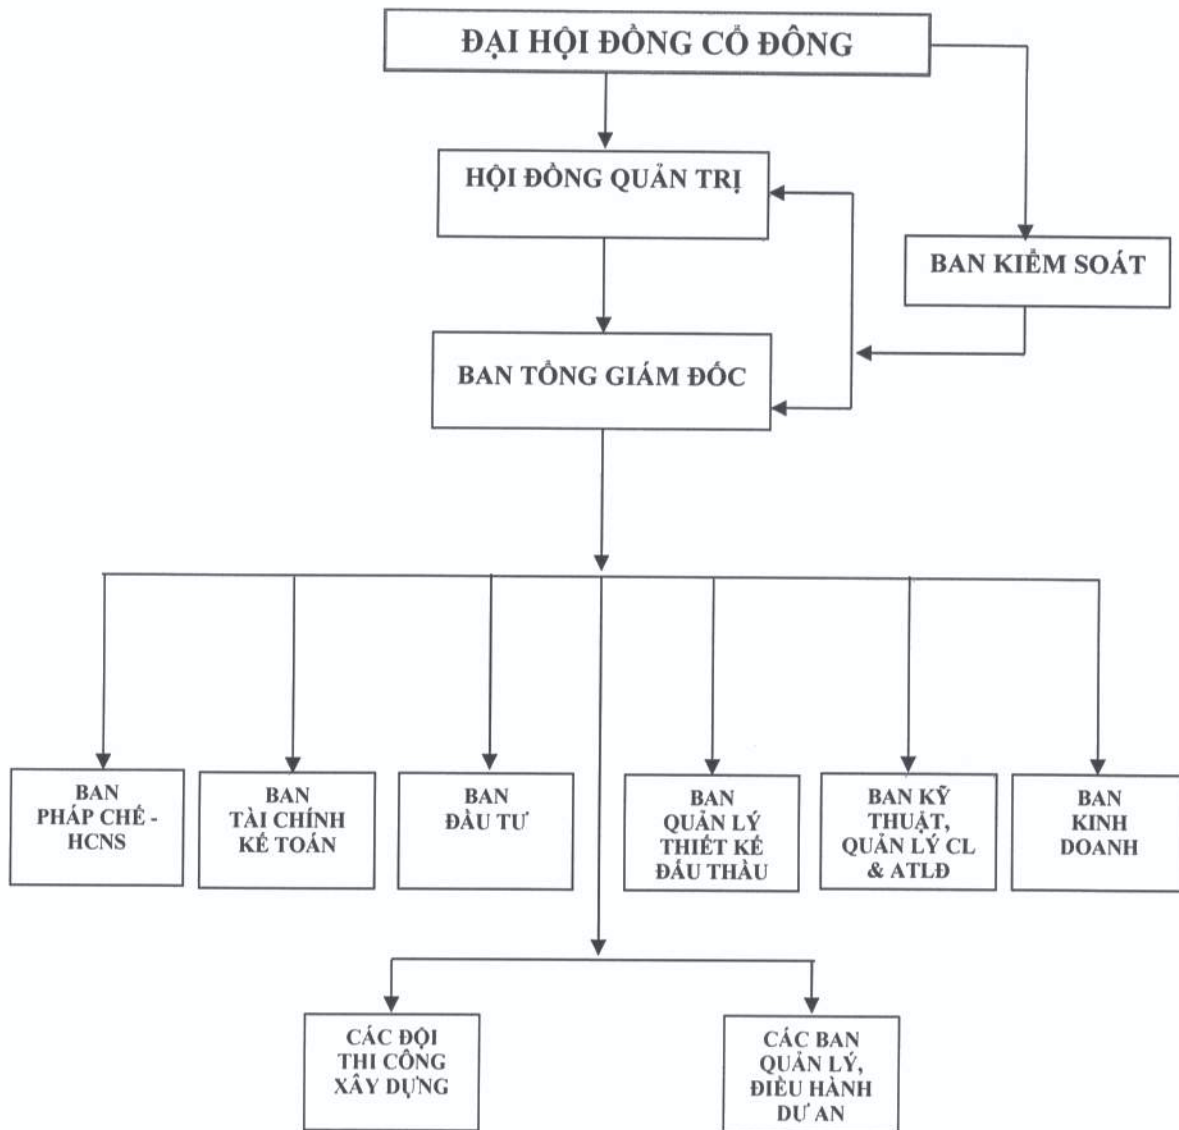 ĐẠI HỘI ĐỒNG CỔ ĐÔNG
HỘI ĐỒNG QUẢN TRỊ
BAN KIỂM SOÁT
BAN TỔNG GIÁM ĐỐC
BAN
PHÁP CHẾ -
HCNS
BAN
TÀI CHÍNH
KẾ TOÁN
BAN
ĐẦU TƯ
BAN
QUẢN LÝ
THIẾT KẾ
ĐẤU THẦU
BAN KỸ
THUẬT,
QUẢN LÝ CL
& ATLĐ
BAN
KINH
DOANH
CÁC ĐỘI
THI CÔNG
XÂY DỰNG
CÁC BAN
QUẢN LÝ,
ĐIỀU HÀNH
DỰ AN